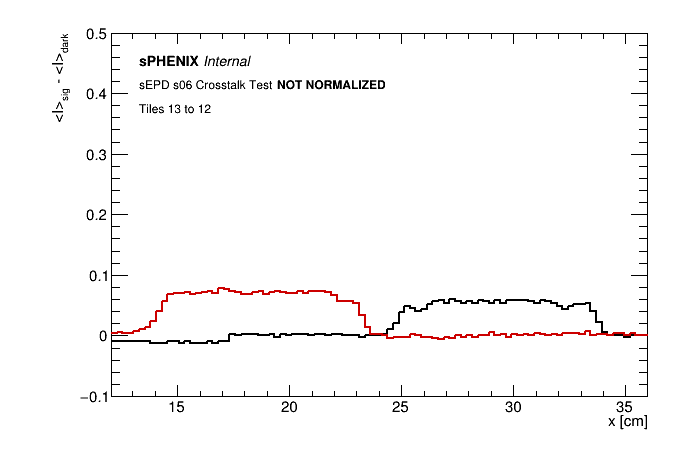 <I>sig - <I>dark
0.5
0.4
0.3
0.2
0.1
0
−0.1
sPHENIX Internal
sEPD s06 Crosstalk Test NOT NORMALIZED
Tiles 13 to 12
15 20 25 30 35
x [cm]